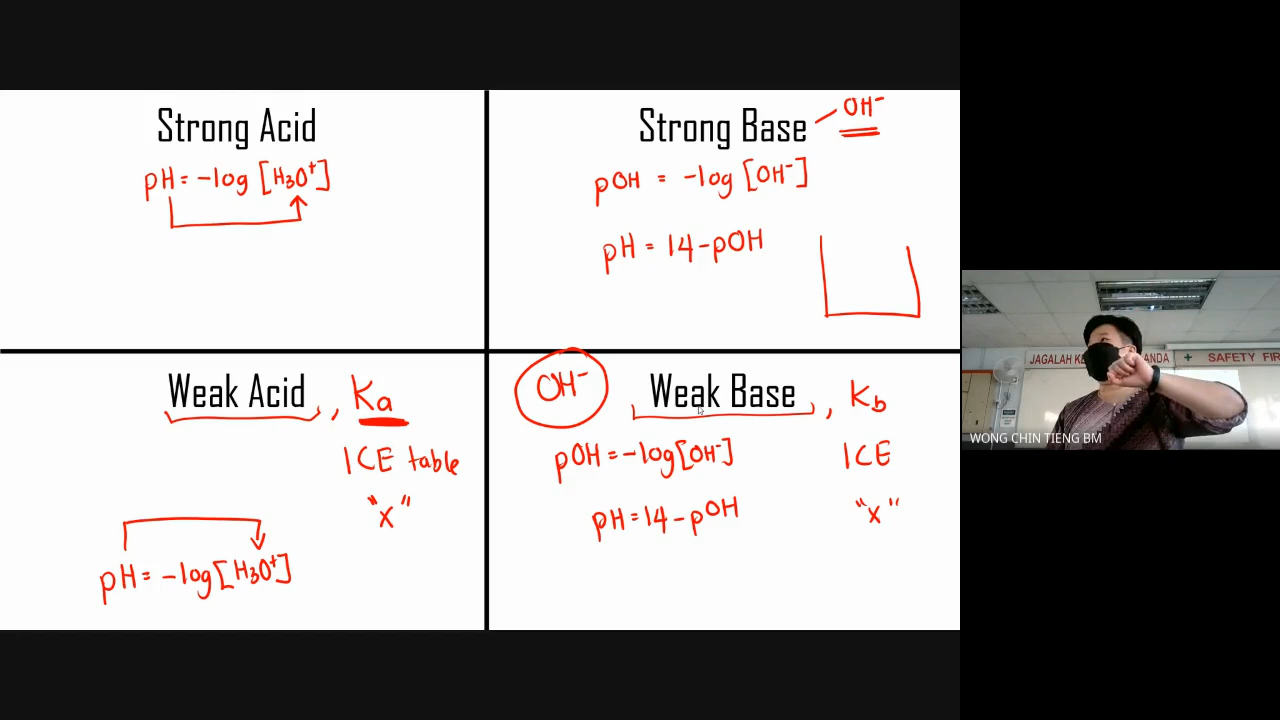 Strong Acid
pH = -log [H₃O⁺]
Strong Base
OH⁻
pOH = -log [OH⁻]
pH = 14 - pOH
Weak Acid , Ka
ICE table
"x"
pH = -log [H₃O⁺]
OH⁻
Weak Base , Kb
pOH = -log [OH⁻]
ICE
pH = 14 - pOH
"x"
JAGALAH
ANDA
+ SAFETY FIR
WONG CHIN TIENG BM